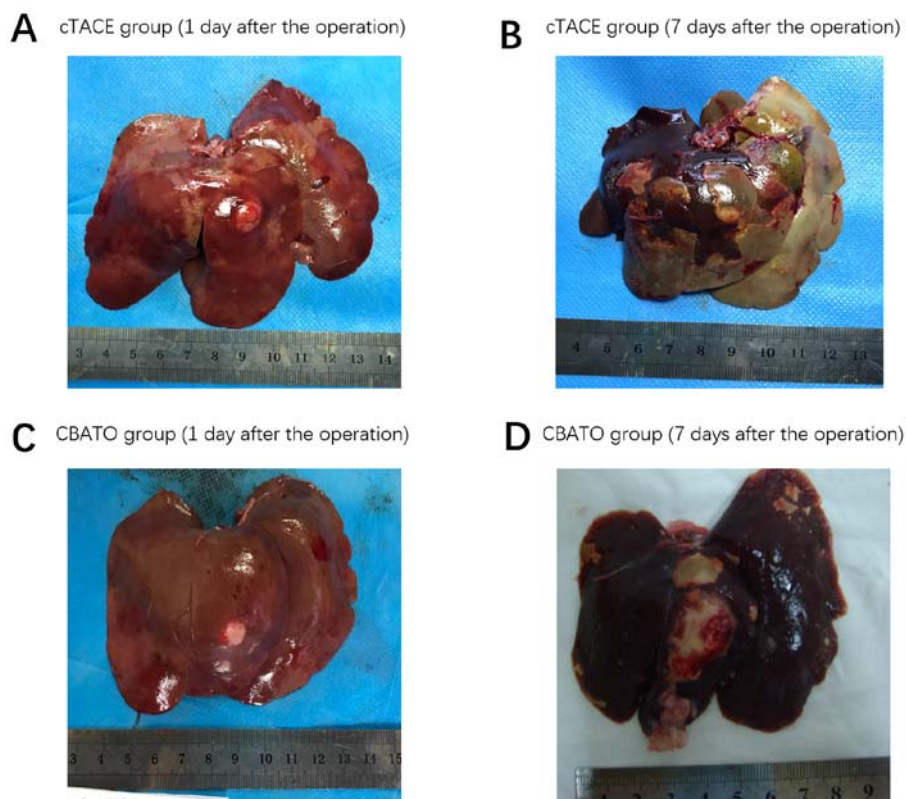 A cTACE group (1 day after the operation)
B cTACE group (7 days after the operation)
3 4 5 6 7 8 9 10 11 12 13 14
4 5 6 7 8 9 10 11 12 13
C CBATO group (1 day after the operation)
D CBATO group (7 days after the operation)
3 4 5 6 7 8 9 10 11 12 13 14 15
1 2 3 4 5 6 7 8 9